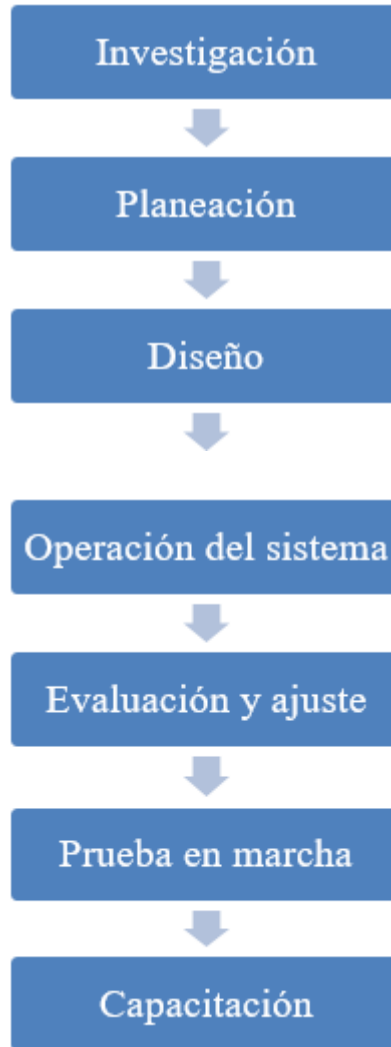 Investigación
Planeación
Diseño
Operación del sistema
Evaluación y ajuste
Prueba en marcha
Capacitación